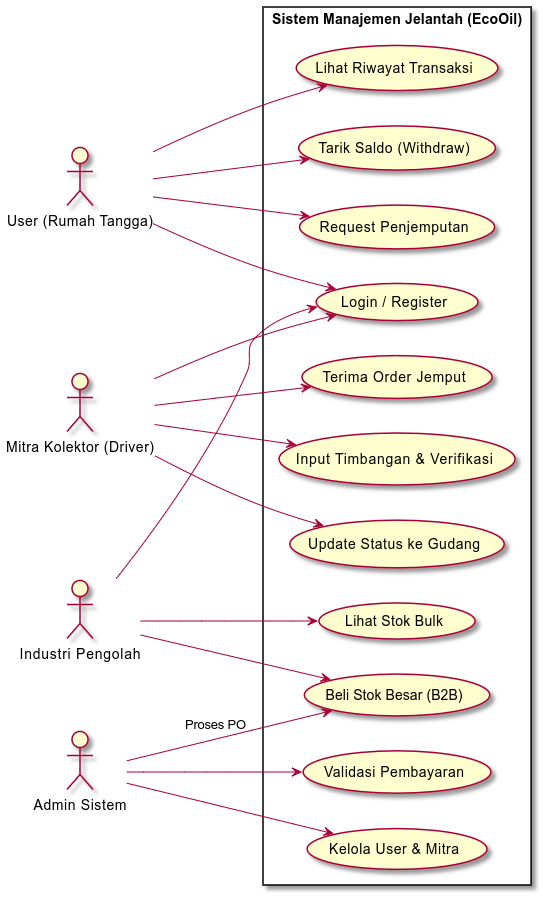 Sistem Manajemen Jelantah (EcoOil)
Lihat Riwayat Transaksi
Tarik Saldo (Withdraw)
User (Rumah Tangga)
Request Penjemputan
Login / Register
Terima Order Jemput
Mitra Kolektor (Driver)
Input Timbangan & Verifikasi
Update Status ke Gudang
Lihat Stok Bulk
Industri Pengolah
Beli Stok Besar (B2B)
Proses PO
Validasi Pembayaran
Admin Sistem
Kelola User & Mitra